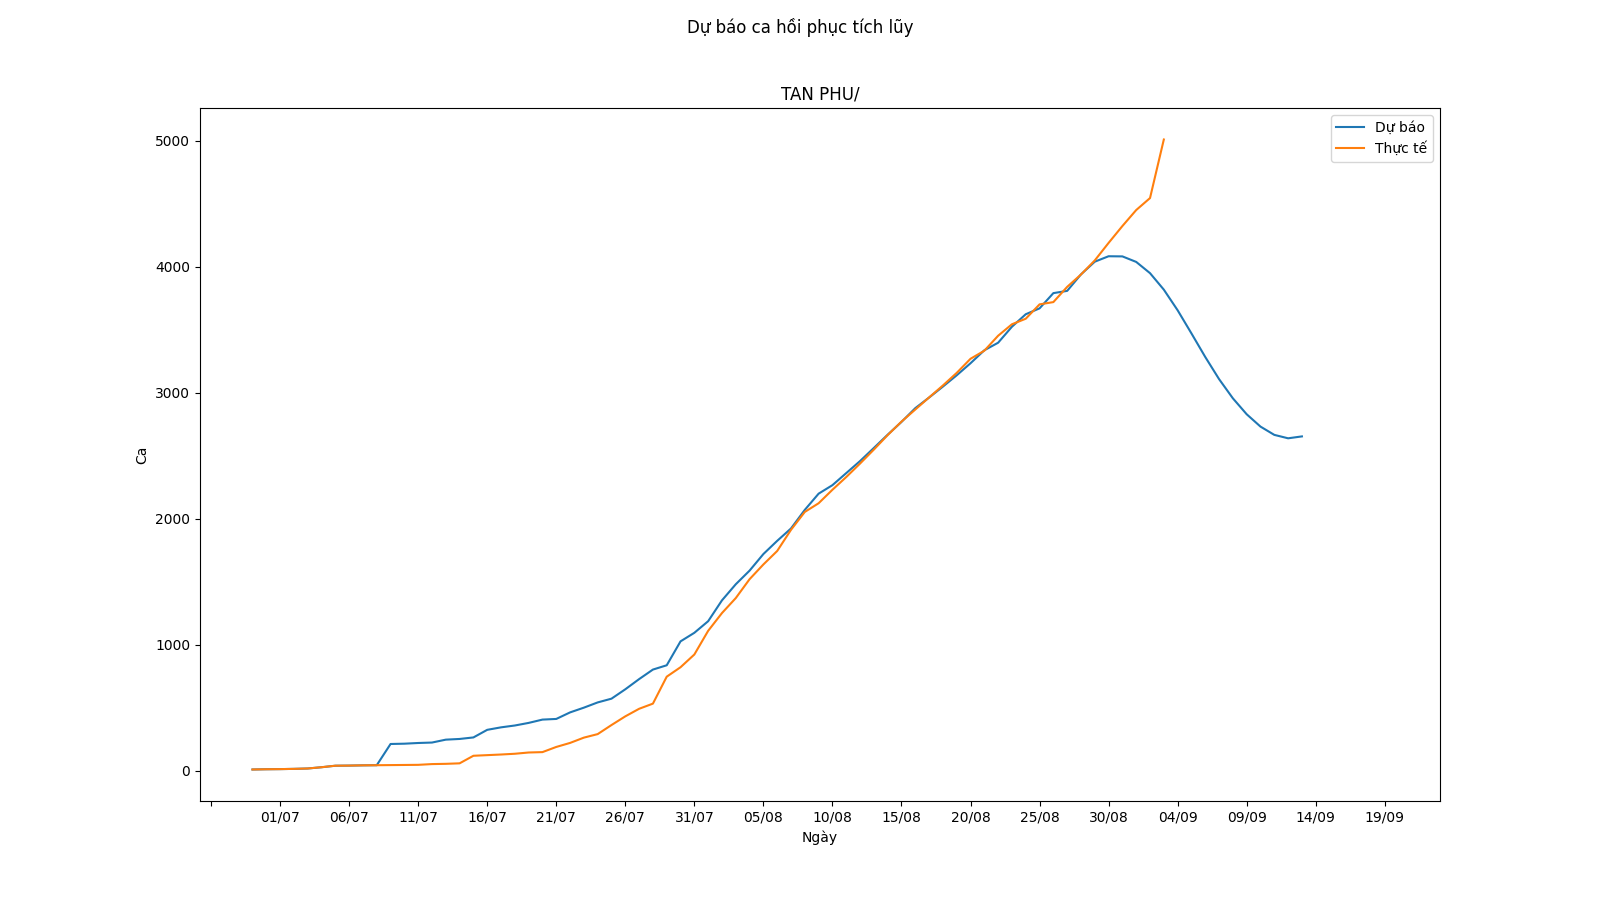 Dự báo ca hồi phục tích lũy
TAN PHU/
Dự báo
Thực tế
5000
4000
3000
2000
1000
0
Ca
01/07 06/07 11/07 16/07 21/07 26/07 31/07 05/08 10/08 15/08 20/08 25/08 30/08 04/09 09/09 14/09 19/09
Ngày